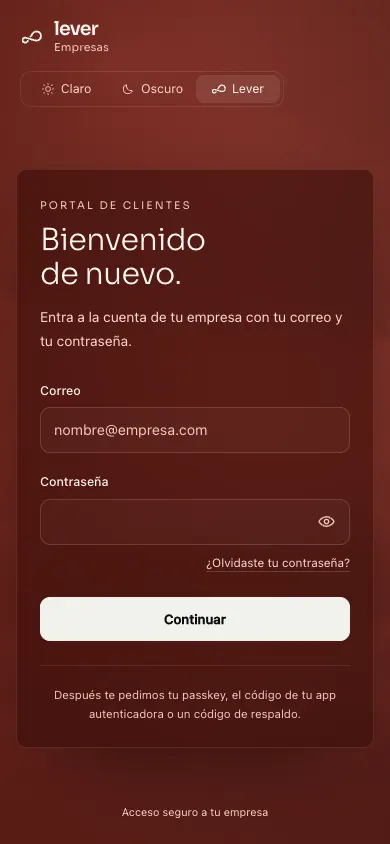 lever
Empresas
Claro
Oscuro
Lever
PORTAL DE CLIENTES
Bienvenido
de nuevo.
Entra a la cuenta de tu empresa con tu correo y
tu contraseña.
Correo
nombre@empresa.com
Contraseña
¿Olvidaste tu contraseña?
Continuar
Después te pedimos tu passkey, el código de tu app
autenticadora o un código de respaldo.
Acceso seguro a tu empresa